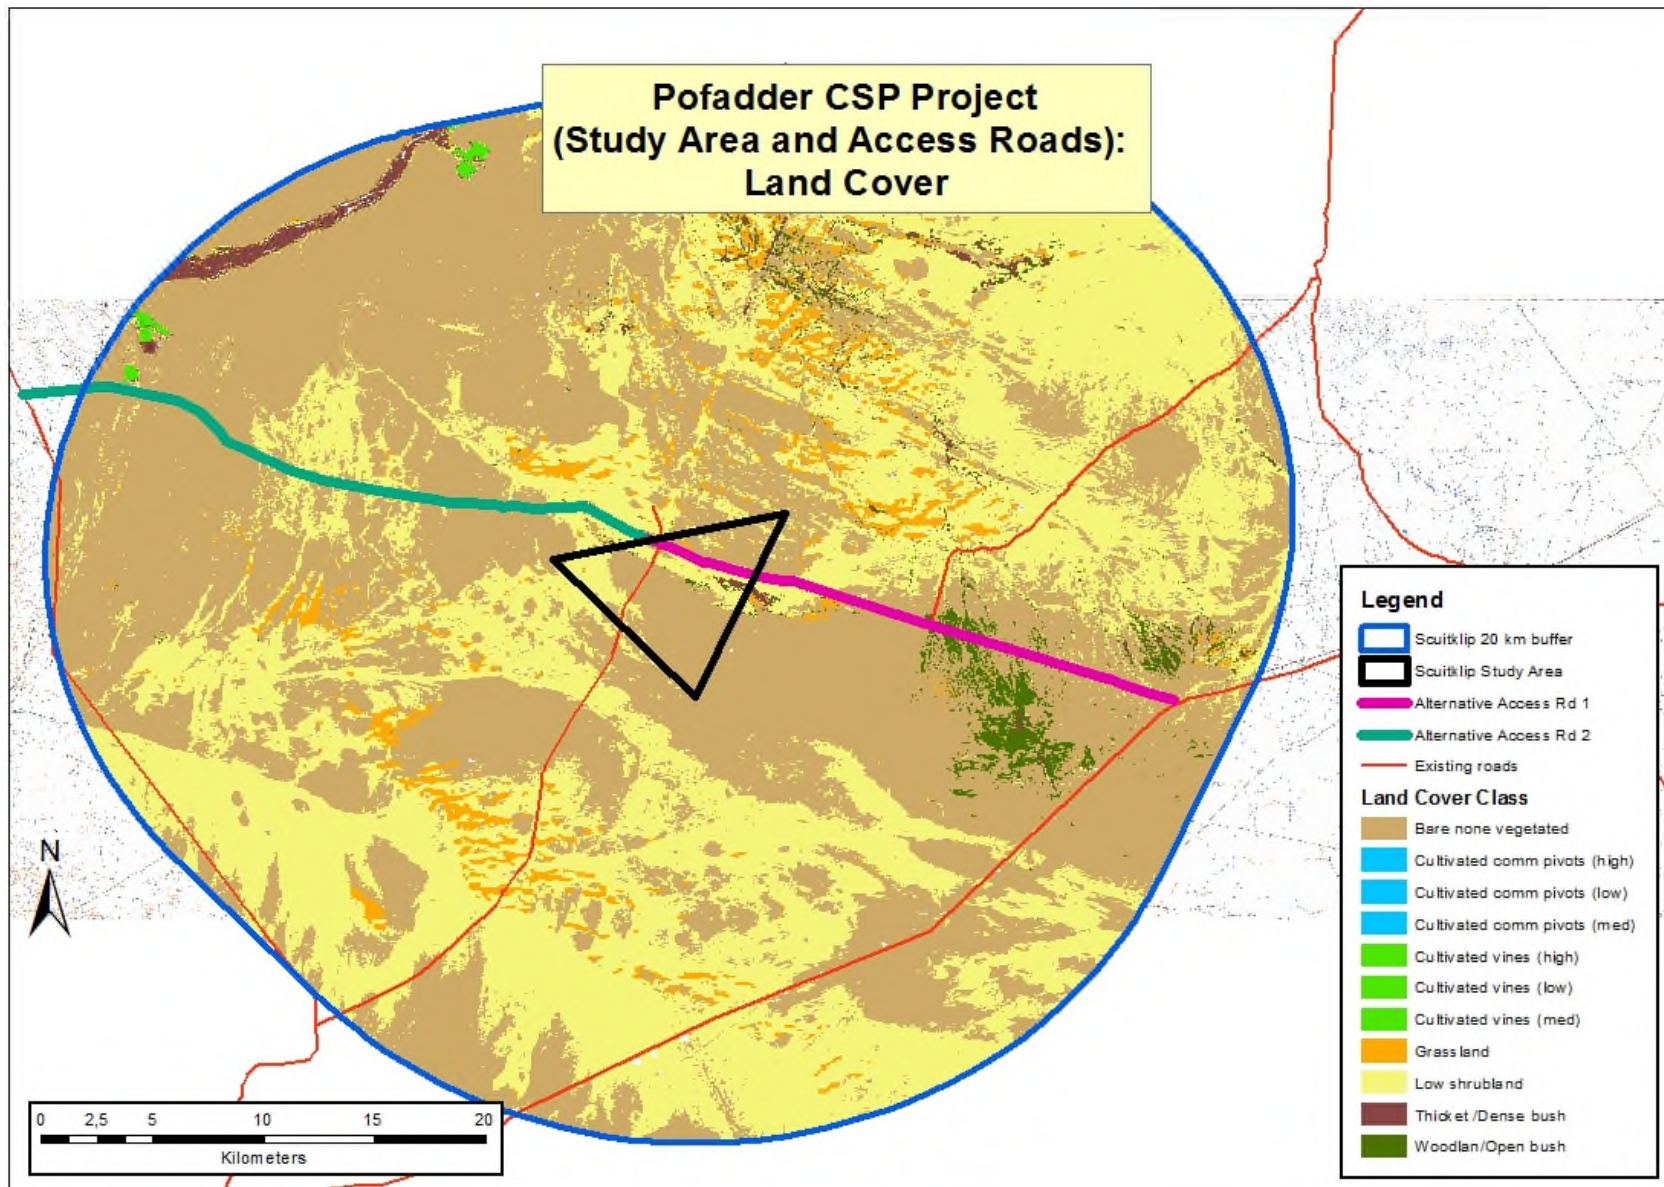 Pofadder CSP Project
(Study Area and Access Roads):
Land Cover
N
0 2,5 5 10 15 20
Kilometers
Legend
Scuitklip 20 km buffer
Scuitklip Study Area
Alternative Access Rd 1
Alternative Access Rd 2
Existing roads
Land Cover Class
Bare none vegetated
Cultivated comm pivots (high)
Cultivated comm pivots (low)
Cultivated comm pivots (med)
Cultivated vines (high)
Cultivated vines (low)
Cultivated vines (med)
Grassland
Low shrubland
Thicket /Dense bush
Woodlan/Open bush